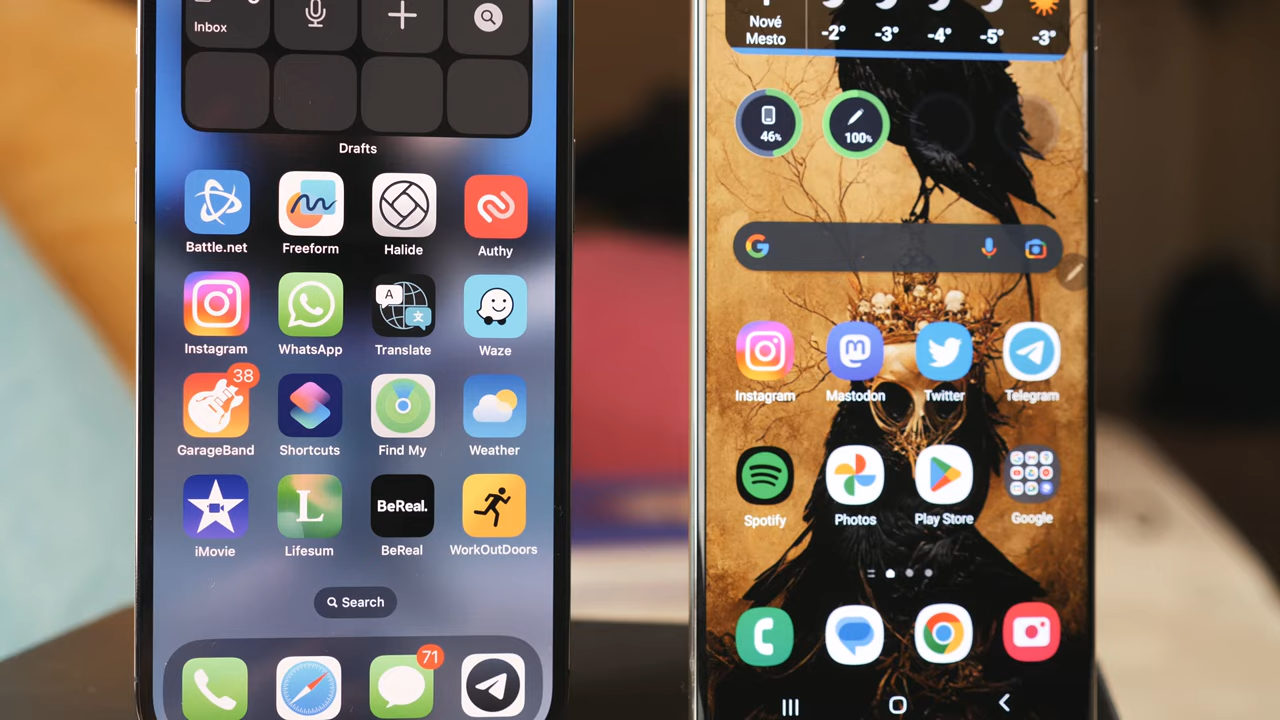 Inbox
Drafts
Battle.net
Freeform
Halide
Authy
Instagram
WhatsApp
A
文
Translate
Waze
38
GarageBand
Shortcuts
Find My
Weather
L
BeReal.
iMovie
Lifesum
BeReal
WorkOutDoors
Search
71
Nové
Mesto
-2°
-3°
-4°
-5°
-3°
46%
100%
G
Instagram
Mastodon
Twitter
Telegram
Spotify
Photos
Play Store
Google